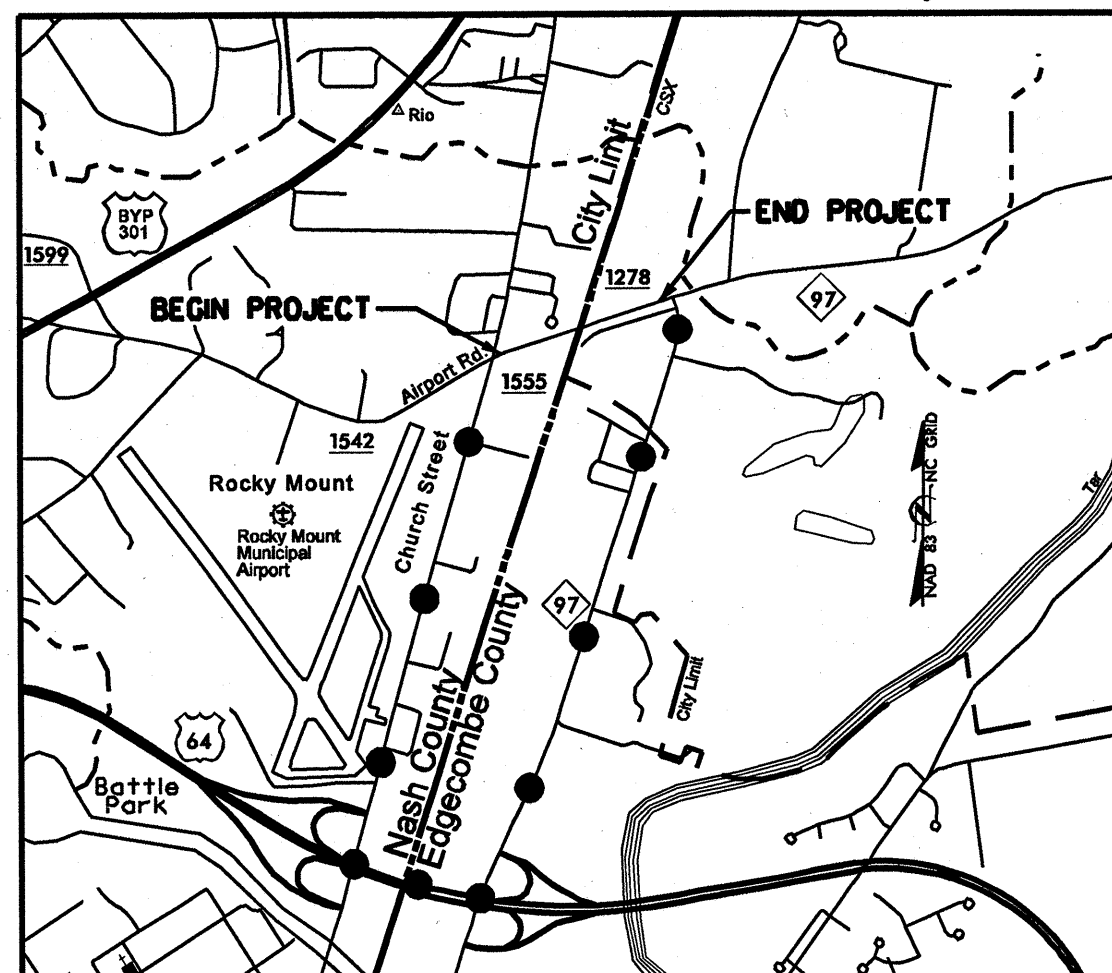 CSX
Rio
City Limit
BYP
301
END PROJECT
1599
1278
97
BEGIN PROJECT
Airport Rd.
1555
1542
Church Street
NAD 83 NC GRID
Rocky Mount
Tar
Rocky Mount
Municipal
Airport
97
City Limit
64
Nash County
Edgecombe County
Battle
Park